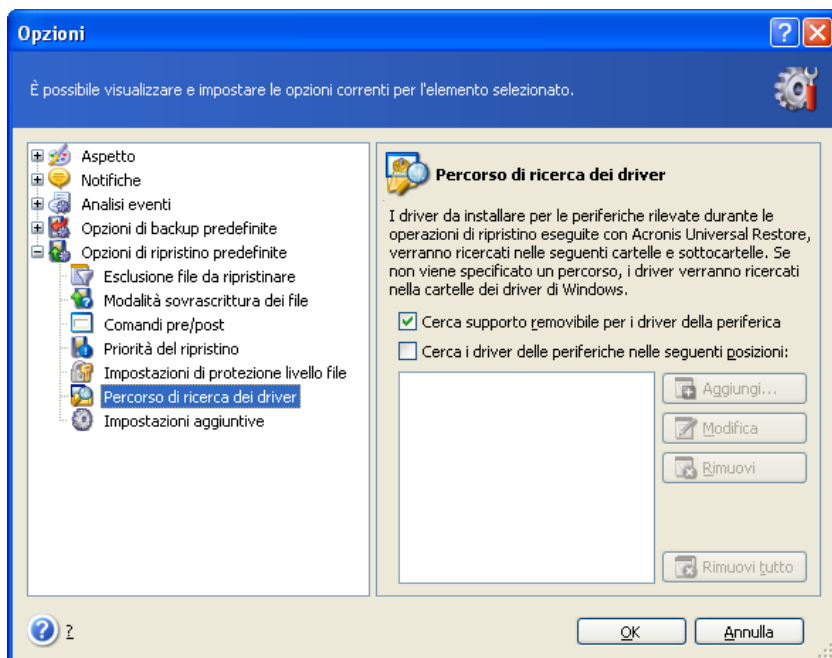 Opzioni
È possibile visualizzare e impostare le opzioni correnti per l'elemento selezionato.
Aspetto
Notifiche
Analisi eventi
Opzioni di backup predefinite
Opzioni di ripristino predefinite
Esclusione file da ripristinare
Modalità sovrascrittura dei file
Comandi pre/post
Priorità del ripristino
Impostazioni di protezione livello file
Percorso di ricerca dei driver
Impostazioni aggiuntive
Percorso di ricerca dei driver
I driver da installare per le periferiche rilevate durante le
operazioni di ripristino eseguite con Acronis Universal Restore,
verranno ricercati nelle seguenti cartelle e sottocartelle. Se
non viene specificato un percorso, i driver verranno ricercati
nella cartelle dei driver di Windows.
Cerca supporto removibile per i driver della periferica
Cerca i driver delle periferiche nelle seguenti posizioni:
Aggiungi...
Modifica
Rimuovi
Rimuovi tutto
?
OK
Annulla